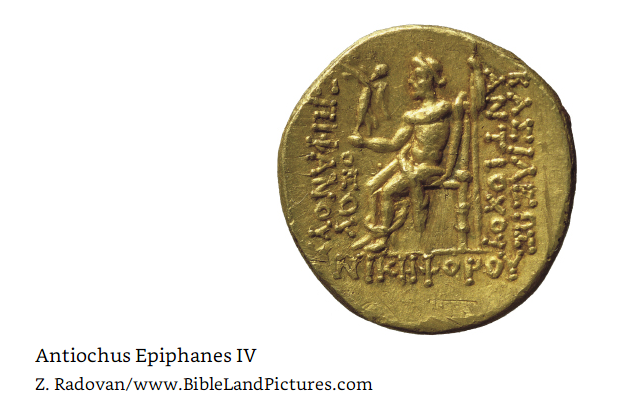 ΒΑΣΙΛΕΩΣ
ΑΝΤΙΟΧΟΥ
ΘΕΟΥ
ΕΠΙΦΑΝΟΥΣ
ΝΙΚΗΦΟΡΟΥ
Antiochus Epiphanes IV
Z. Radovan/www.BibleLandPictures.com